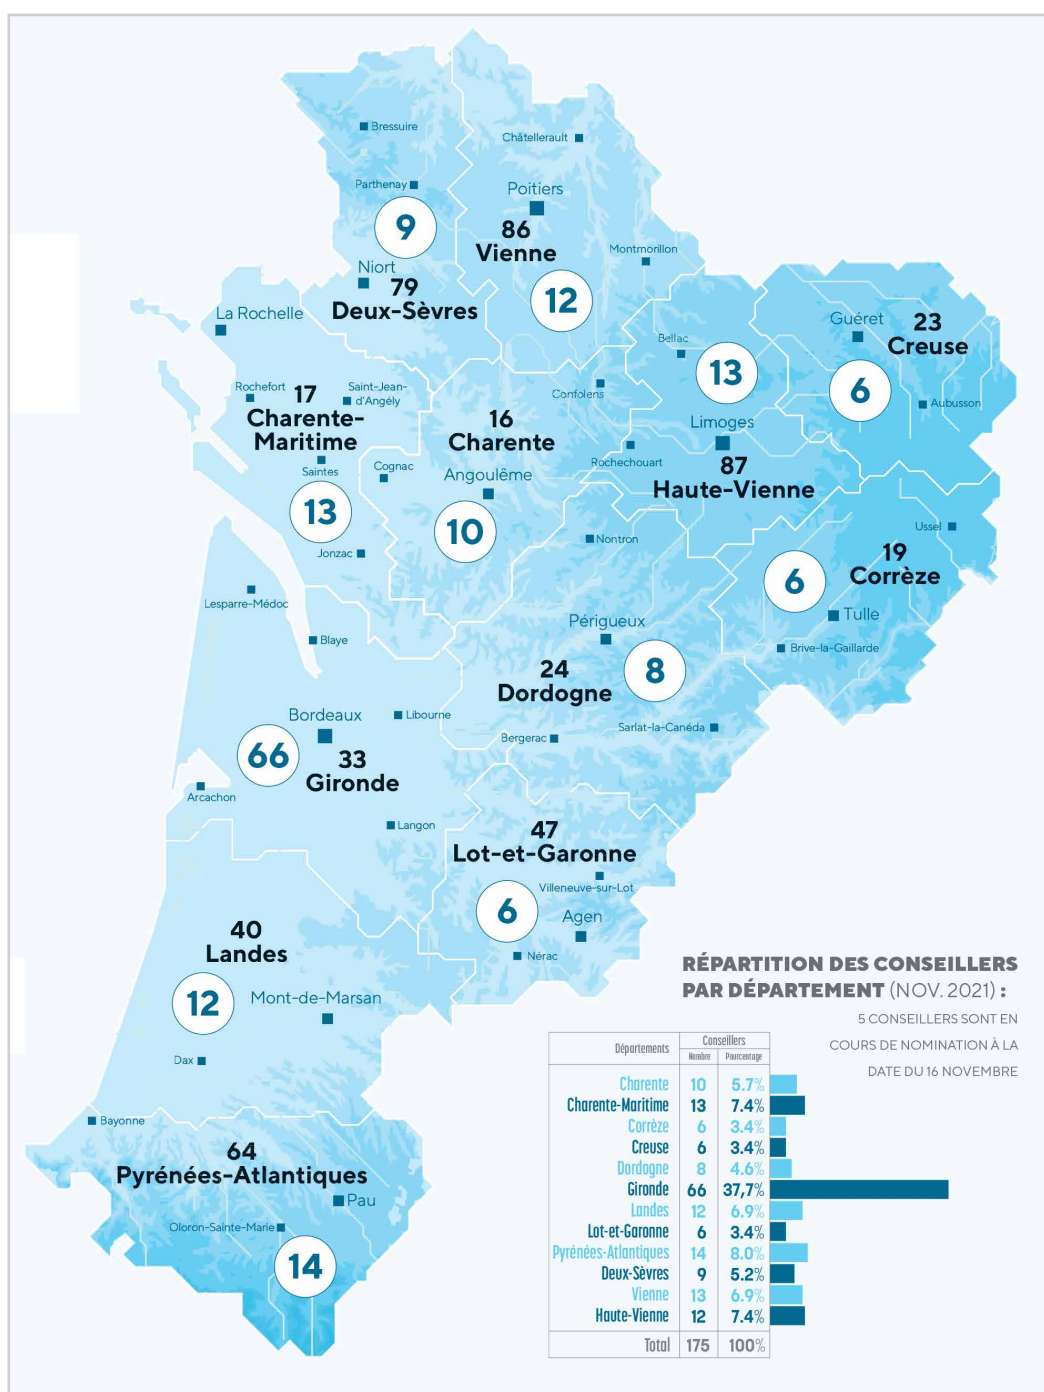 Bressuire
Châtellerault
Parthenay
Poitiers
9
86
Vienne
Montmorillon
Niort
79
Deux-Sèvres
12
La Rochelle
Guéret
23
Creuse
Bellac
13
6
Rochefort
Saint-Jean-
d'Angély
Confolens
Aubusson
17
Charente-
Maritime
16
Charente
Limoges
Saintes
Cognac
Angoulême
Rochechouart
87
Haute-Vienne
13
10
Ussel
Jonzac
Nontron
19
Corrèze
6
Lesparre-Médoc
Tulle
Périgueux
Blaye
Brive-la-Gaillarde
24
Dordogne
8
Bordeaux
Libourne
Sarlat-la-Canéda
Bergerac
66
33
Gironde
Arcachon
Langon
47
Lot-et-Garonne
Villeneuve-sur-Lot
6
Agen
40
Landes
Nérac
12
Mont-de-Marsan
Dax
Bayonne
64
Pyrénées-Atlantiques
Pau
Oloron-Sainte-Marie
14
RÉPARTITION DES CONSEILLERS
PAR DÉPARTEMENT (NOV. 2021) :
5 CONSEILLERS SONT EN
COURS DE NOMINATION À LA
DATE DU 16 NOVEMBRE
Départements Conseillers
Nombre Pourcentage
Charente 10 5.7%
Charente-Maritime 13 7.4%
Corrèze 6 3.4%
Creuse 6 3.4%
Dordogne 8 4.6%
Gironde 66 37,7%
Landes 12 6.9%
Lot-et-Garonne 6 3.4%
Pyrénées-Atlantiques 14 8.0%
Deux-Sèvres 9 5.2%
Vienne 13 6.9%
Haute-Vienne 12 7.4%
Total 175 100%